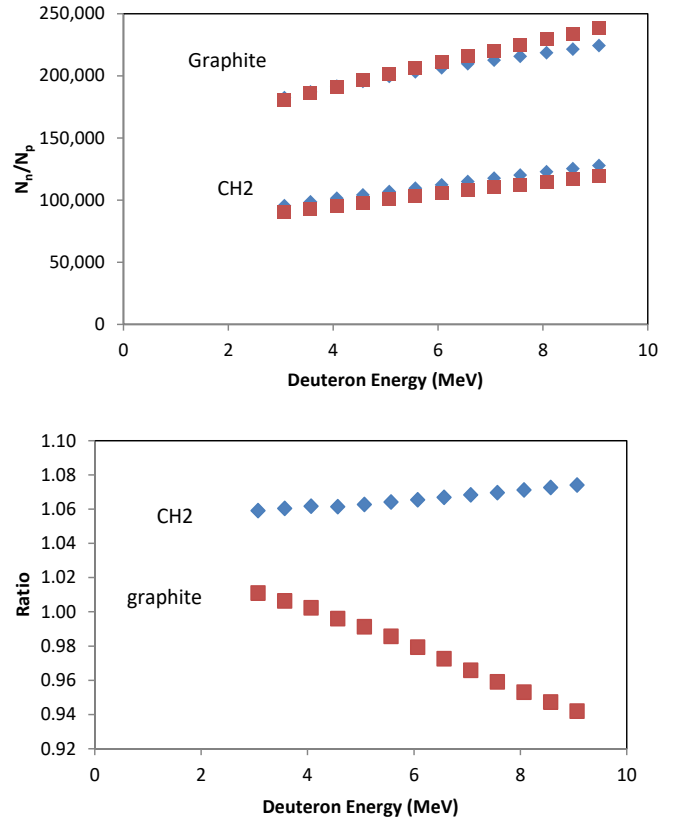 250,000
200,000
150,000
100,000
50,000
0
Nn/Np
Graphite
CH2
0 2 4 6 8 10
Deuteron Energy (MeV)
1.10
1.08
1.06
1.04
1.02
1.00
0.98
0.96
0.94
0.92
Ratio
CH2
graphite
0 2 4 6 8 10
Deuteron Energy (MeV)